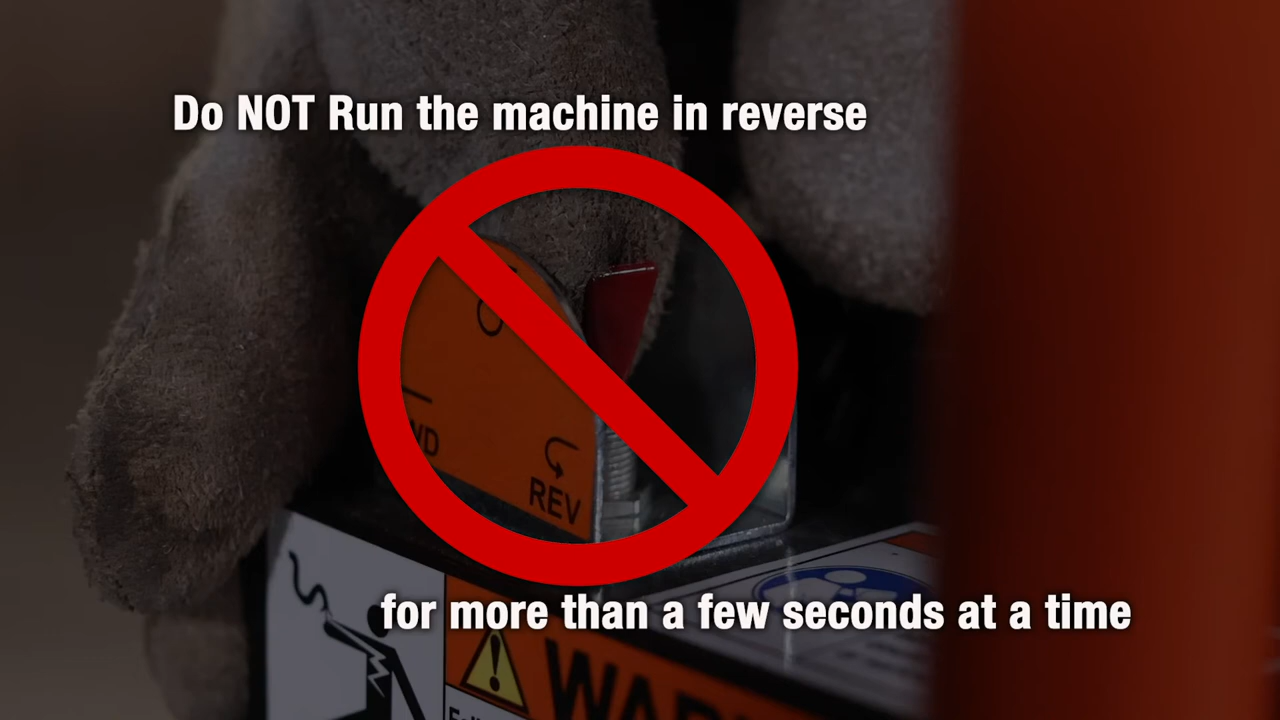 Do NOT Run the machine in reverse
REV
for more than a few seconds at a time